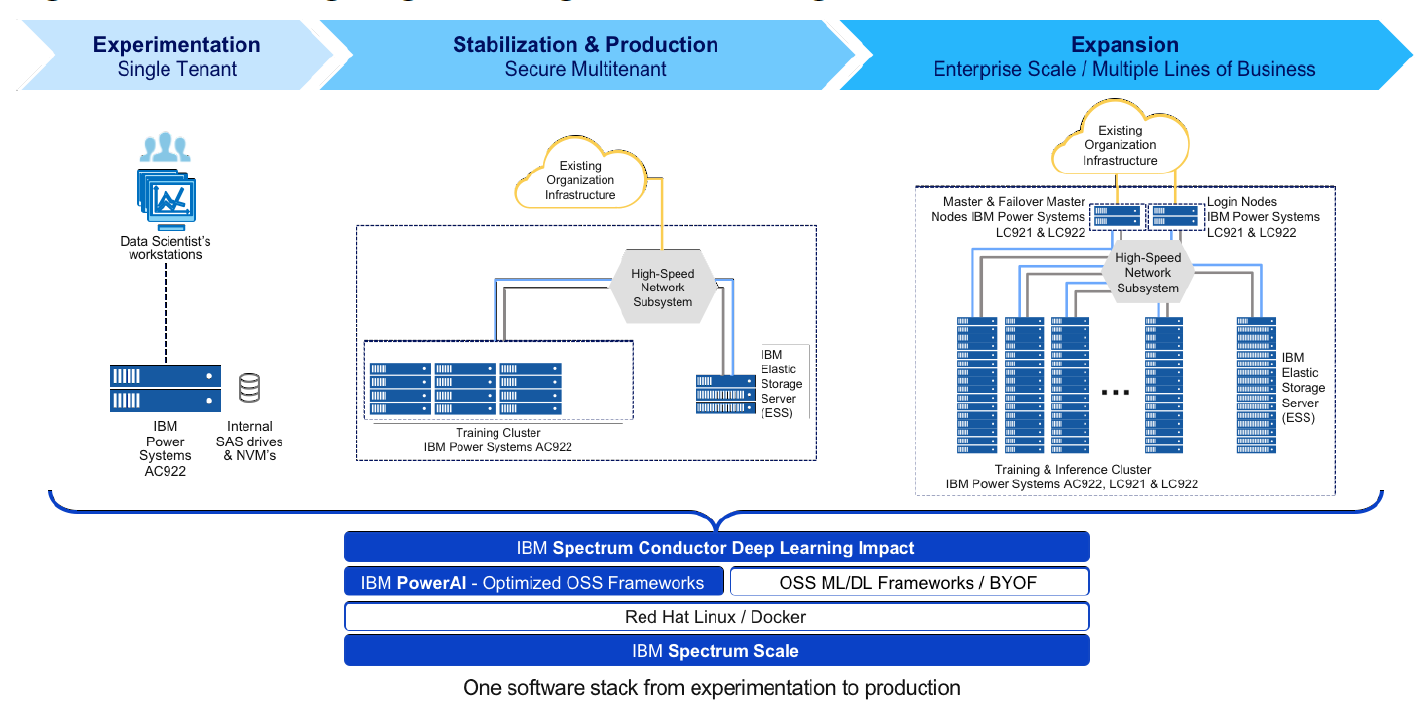 Experimentation
Single Tenant
Stabilization & Production
Secure Multitenant
Expansion
Enterprise Scale / Multiple Lines of Business
Data Scientist's
workstations
IBM
Power
Systems
AC922
Internal
SAS drives
& NVM's
Existing
Organization
Infrastructure
High-Speed
Network
Subsystem
IBM
Elastic
Storage
Server
(ESS)
Training Cluster
IBM Power Systems AC922
Existing
Organization
Infrastructure
Master & Failover Master
Nodes IBM Power Systems
LC921 & LC922
Login Nodes
IBM Power Systems
LC921 & LC922
High-Speed
Network
Subsystem
...
IBM
Elastic
Storage
Server
(ESS)
Training & Inference Cluster
IBM Power Systems AC922, LC921 & LC922
IBM Spectrum Conductor Deep Learning Impact
IBM PowerAI - Optimized OSS Frameworks
OSS ML/DL Frameworks / BYOF
Red Hat Linux / Docker
IBM Spectrum Scale
One software stack from experimentation to production